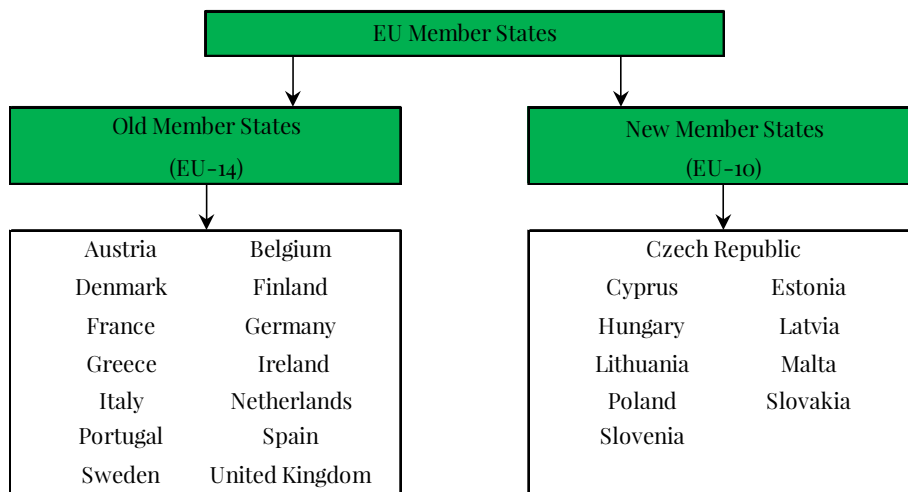 EU Member States
Old Member States
(EU-14)
New Member States
(EU-10)
Austria Belgium
Denmark Finland
France Germany
Greece Ireland
Italy Netherlands
Portugal Spain
Sweden United Kingdom
Czech Republic
Cyprus Estonia
Hungary Latvia
Lithuania Malta
Poland Slovakia
Slovenia